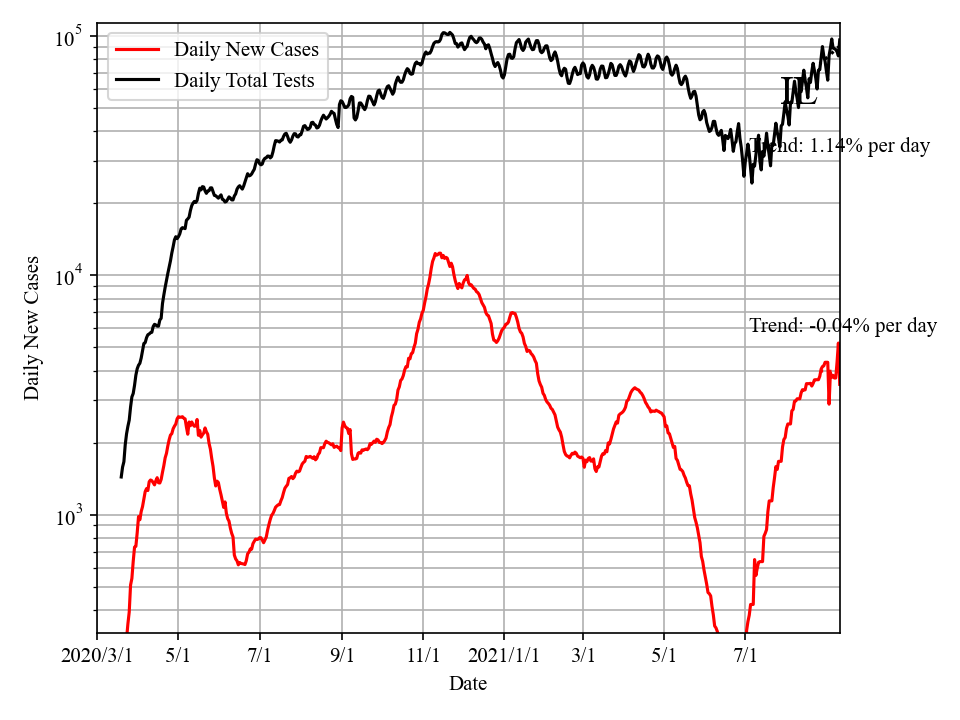 Daily New Cases
Daily Total Tests
IL
Trend: 1.14% per day
Trend: -0.04% per day
10^5
10^4
10^3
Daily New Cases
2020/3/1 5/1 7/1 9/1 11/1 2021/1/1 3/1 5/1 7/1
Date